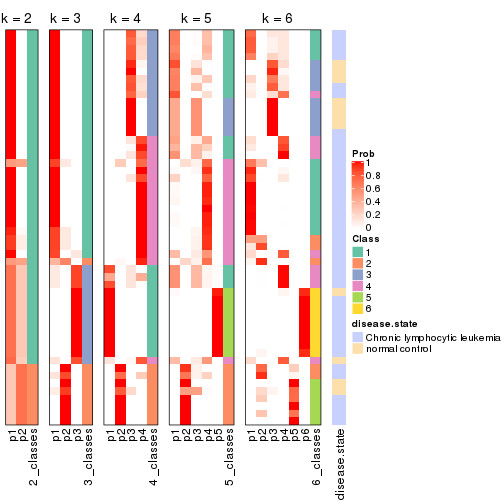 k = 2 k = 3 k = 4 k = 5 k = 6
Prob
1
0.8
0.6
0.4
0.2
0
Class
1
2
3
4
5
6
disease.state
Chronic lymphocytic leukemia
normal control
p1 p2 2_classes p1 p2 p3 3_classes p1 p2 p3 p4 4_classes p1 p2 p3 p4 p5 5_classes p1 p2 p3 p4 p5 p6 6_classes disease.state